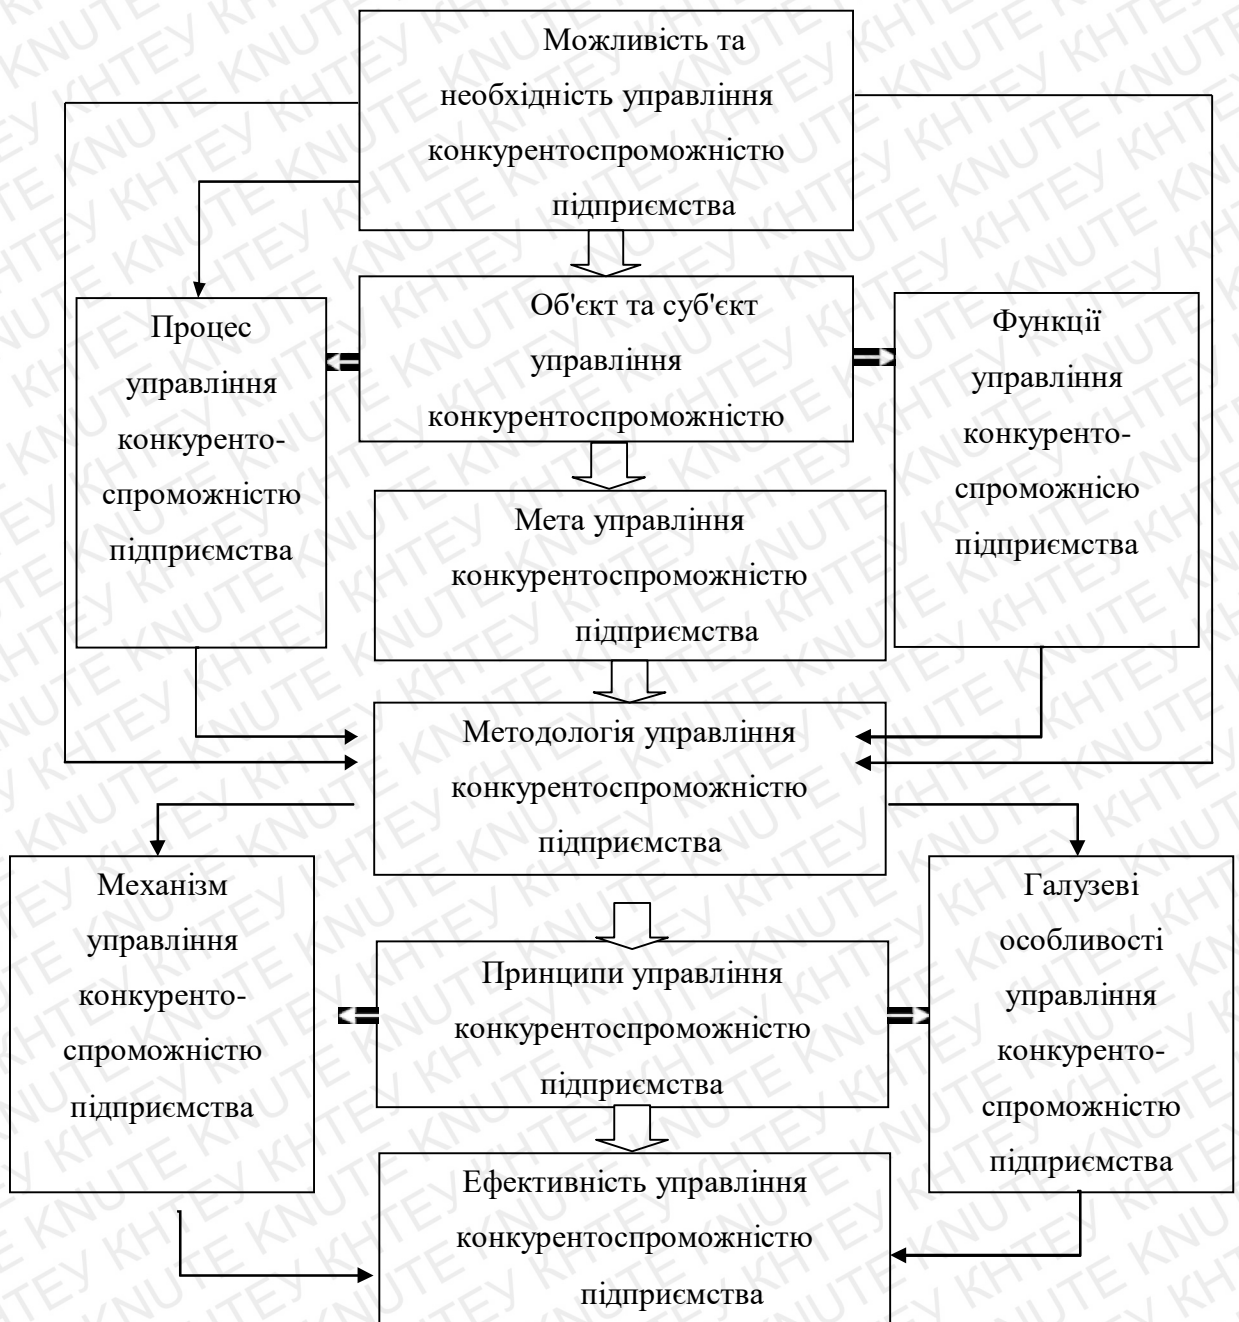 Можливість та
необхідність управління
конкурентоспроможністю
підприємства
Об'єкт та суб'єкт
управління
конкурентоспроможністю
Процес
управління
конкуренто-
спроможністю
підприємства
Функції
управління
конкуренто-
спроможнісю
підприємства
Мета управління
конкурентоспроможністю
підприємства
Методологія управління
конкурентоспроможністю
підприємства
Механізм
управління
конкуренто-
спроможністю
підприємства
Галузеві
особливості
управління
конкуренто-
спроможністю
підприємства
Принципи управління
конкурентоспроможністю
підприємства
Ефективність управління
конкурентоспроможністю
підприємства